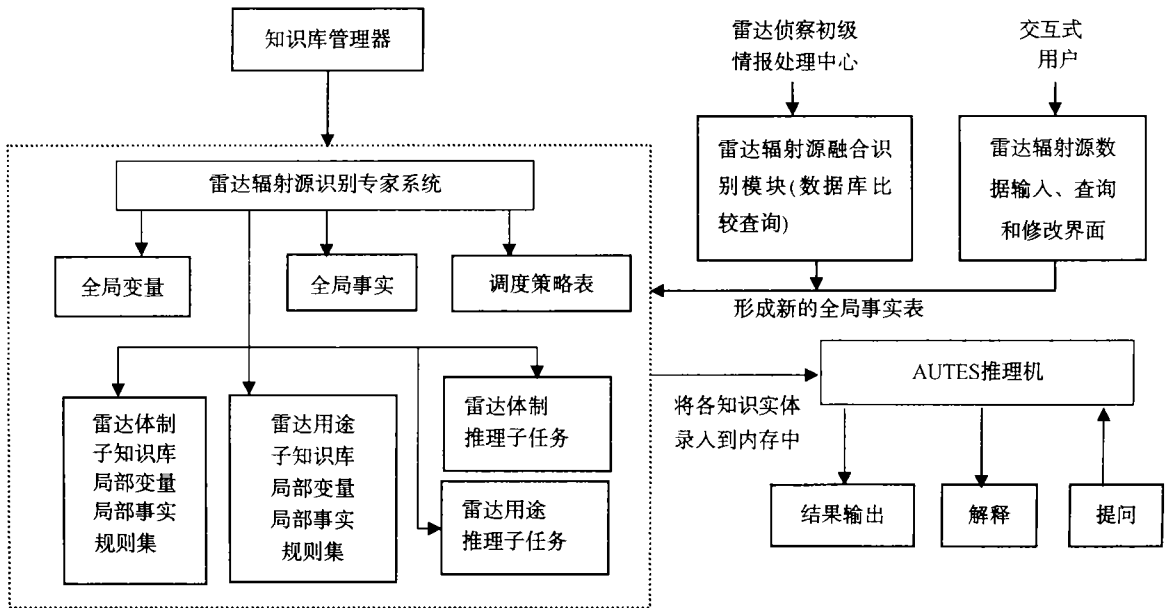 知识库管理器
雷达侦察初级
情报处理中心
交互式
用户
雷达辐射源识别专家系统
雷达辐射源融合识
别模块(数据库比
较查询)
雷达辐射源数
据输入、查询
和修改界面
全局变量
全局事实
调度策略表
形成新的全局事实表
AUTES推理机
将各知识实体
录入到内存中
雷达体制
子知识库
局部变量
局部事实
规则集
雷达用途
子知识库
局部变量
局部事实
规则集
雷达体制
推理子任务
雷达用途
推理子任务
结果输出
解释
提问